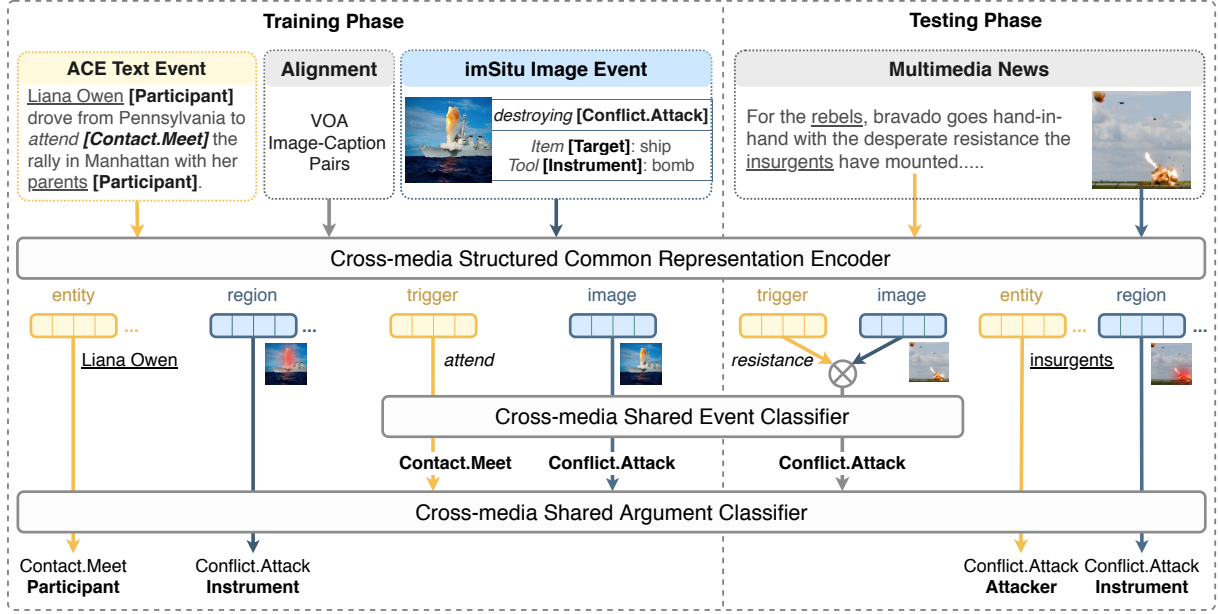 Training Phase
Testing Phase
ACE Text Event
Liana Owen [Participant]
drove from Pennsylvania to
attend [Contact.Meet] the
rally in Manhattan with her
parents [Participant].
Alignment
VOA
Image-Caption
Pairs
imSitu Image Event
destroying [Conflict.Attack]
Item [Target]: ship
Tool [Instrument]: bomb
Multimedia News
For the rebels, bravado goes hand-in-
hand with the desperate resistance the
insurgents have mounted.....
Cross-media Structured Common Representation Encoder
entity
region
trigger
image
trigger
image
entity
region
...
...
...
...
Liana Owen
attend
resistance
insurgents
Cross-media Shared Event Classifier
Contact.Meet
Conflict.Attack
Conflict.Attack
Cross-media Shared Argument Classifier
Contact.Meet
Participant
Conflict.Attack
Instrument
Conflict.Attack
Attacker
Conflict.Attack
Instrument